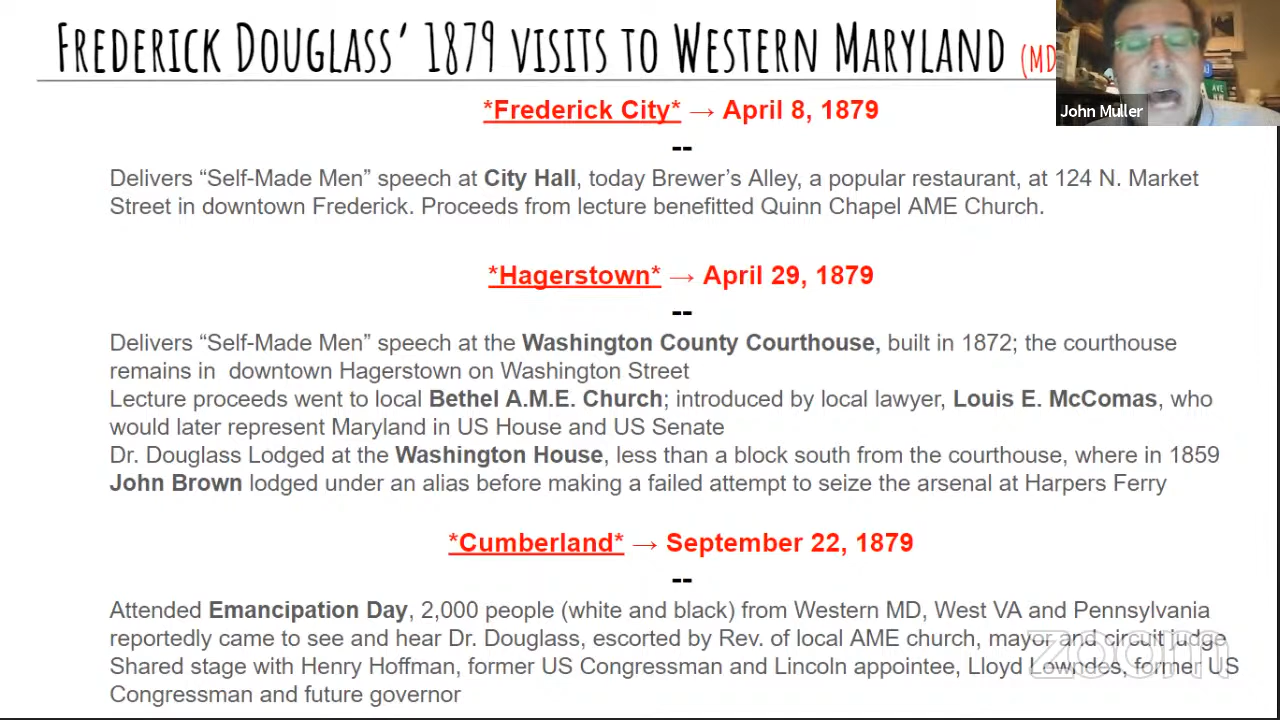 FREDERICK DOUGLASS' 1879 VISITS TO WESTERN MARYLAND (MD
John Muller
*Frederick City* → April 8, 1879
--
Delivers “Self-Made Men” speech at City Hall, today Brewer’s Alley, a popular restaurant, at 124 N. Market
Street in downtown Frederick. Proceeds from lecture benefitted Quinn Chapel AME Church.
*Hagerstown* → April 29, 1879
--
Delivers “Self-Made Men” speech at the Washington County Courthouse, built in 1872; the courthouse
remains in downtown Hagerstown on Washington Street
Lecture proceeds went to local Bethel A.M.E. Church; introduced by local lawyer, Louis E. McComas, who
would later represent Maryland in US House and US Senate
Dr. Douglass Lodged at the Washington House, less than a block south from the courthouse, where in 1859
John Brown lodged under an alias before making a failed attempt to seize the arsenal at Harpers Ferry
*Cumberland* → September 22, 1879
--
Attended Emancipation Day, 2,000 people (white and black) from Western MD, West VA and Pennsylvania
reportedly came to see and hear Dr. Douglass, escorted by Rev. of local AME church, mayor and circuit judge
Shared stage with Henry Hoffman, former US Congressman and Lincoln appointee, Lloyd Lowndes, former US
Congressman and future governor
zoom